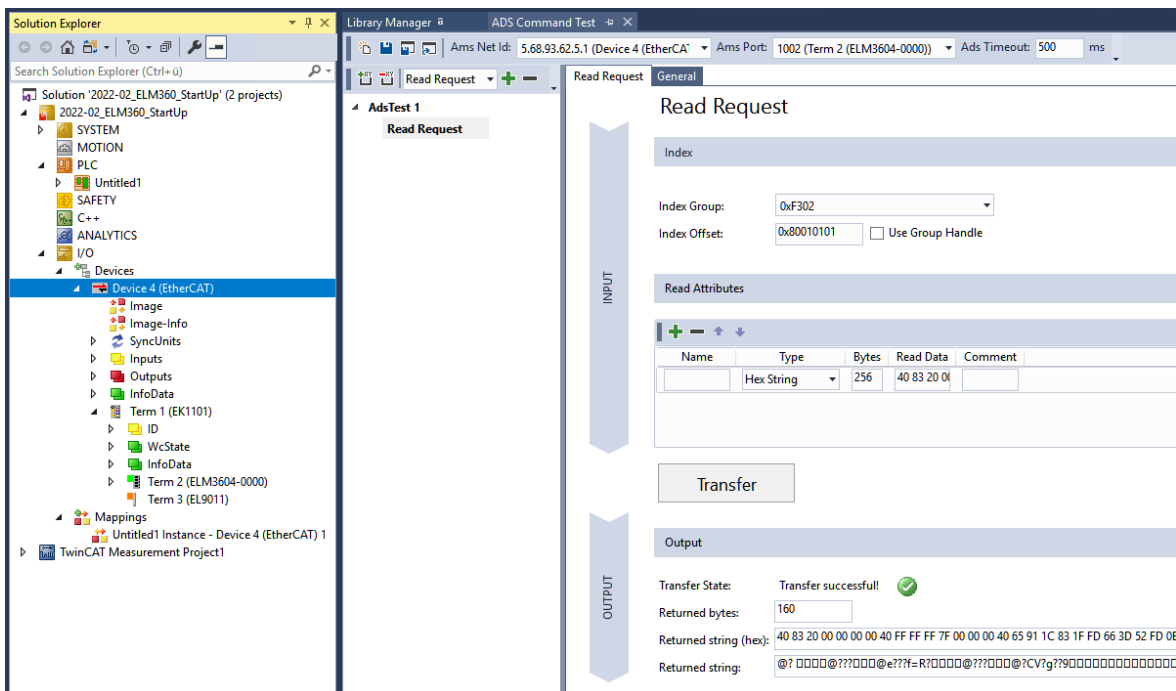 Solution Explorer
Search Solution Explorer (Ctrl+ü)
Solution '2022-02_ELM360_StartUp' (2 projects)
2022-02_ELM360_StartUp
SYSTEM
MOTION
PLC
Untitled1
SAFETY
C++
ANALYTICS
I/O
Devices
Device 4 (EtherCAT)
Image
Image-Info
SyncUnits
Inputs
Outputs
InfoData
Term 1 (EK1101)
ID
WcState
InfoData
Term 2 (ELM3604-0000)
Term 3 (EL9011)
Mappings
Untitled1 Instance - Device 4 (EtherCAT) 1
TwinCAT Measurement Project1
Library Manager
ADS Command Test
Ams Net Id: 5.68.93.62.5.1 (Device 4 (EtherCAT Ams Port: 1002 (Term 2 (ELM3604-0000)) Ads Timeout: 500 ms
Read Request
AdsTest 1
Read Request
Read Request General
Read Request
INPUT
Index
Index Group: 0xF302
Index Offset: 0x80010101 Use Group Handle
Read Attributes
Name Type Bytes Read Data Comment
Hex String 256 40 83 20 00
Transfer
OUTPUT
Output
Transfer State: Transfer successful!
Returned bytes: 160
Returned string (hex): 40 83 20 00 00 00 00 40 FF FF FF 7F 00 00 00 40 65 91 1C 83 1F FD 66 3D 52 FD 0E
Returned string: @? □□□□@???□□□@e???f=R?□□□□@???□□□@?CV?g??9□□□□□□□□□□□□□□